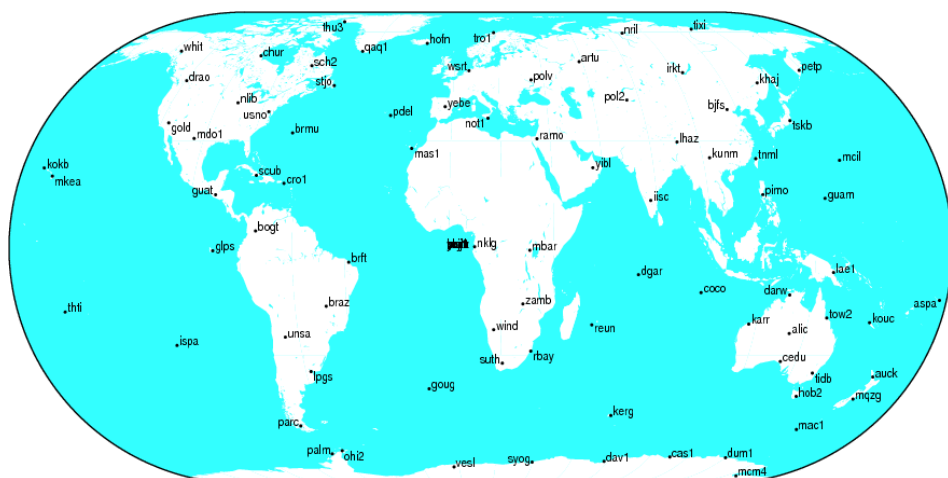 thu3
tro1
nril
tixi
hofn
whit
chur
qaq1
sch2
artu
wsrt
irkt
petp
drao
stjo
polv
khaj
nlib
pol2
yebe
bjfs
usno
pdel
gold
brmu
not1
tskb
mdo1
ramo
lhaz
mas1
kunm
tnml
mcil
kokb
yibl
mkea
scub
cro1
guat
iisc
pimo
guam
bogt
glps
nklg
mbar
brft
dgar
lae1
coco
darw
aspa
thti
braz
zamb
tow2
unsa
wind
reun
karr
alic
kouc
ispa
suth
rbay
cedu
lpgs
tidb
auck
goug
hob2
mqzg
kerg
parc
mac1
palm
ohi2
vesl
syog
dav1
cas1
dum1
mcm4